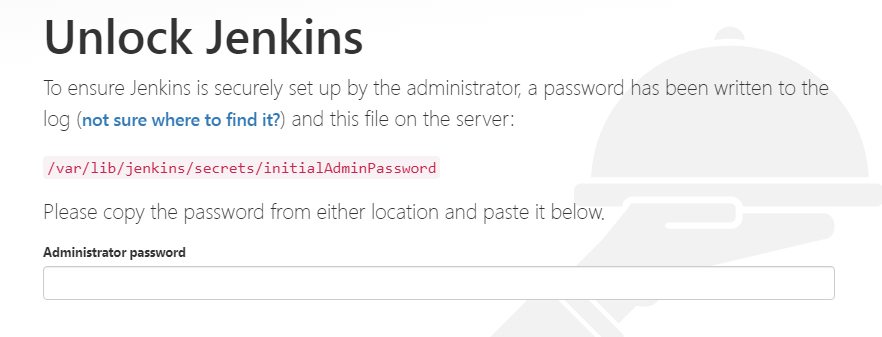 Unlock Jenkins
To ensure Jenkins is securely set up by the administrator, a password has been written to the
log (not sure where to find it?) and this file on the server:
/var/lib/jenkins/secrets/initialAdminPassword
Please copy the password from either location and paste it below.
Administrator password